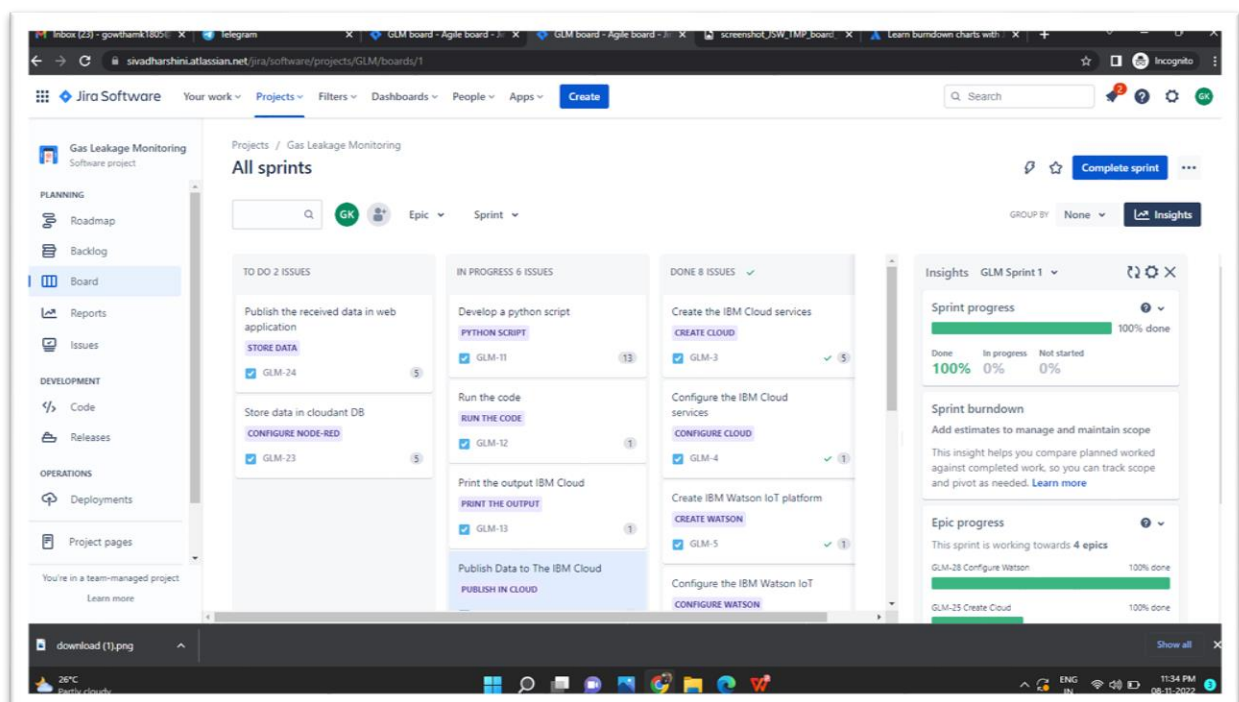 Inbox (23) - gowthamk1805
Telegram
GLM board - Agile board - Ji
GLM board - Agile board - Ji
screenshot_JSW_TMP_board_
Learn burndown charts with
sivadharshini.atlassian.net/jira/software/projects/GLM/boards/1
Incognito
Jira Software
Your work
Projects
Filters
Dashboards
People
Apps
Create
Search
2
GK
Gas Leakage Monitoring
Software project
PLANNING
Roadmap
Backlog
Board
Reports
Issues
DEVELOPMENT
Code
Releases
OPERATIONS
Deployments
Project pages
You're in a team-managed project
Learn more
Projects / Gas Leakage Monitoring
All sprints
Complete sprint
GK
Epic
Sprint
GROUP BY
None
Insights
TO DO 2 ISSUES
Publish the received data in web
application
STORE DATA
GLM-24
5
Store data in cloudant DB
CONFIGURE NODE-RED
GLM-23
5
IN PROGRESS 6 ISSUES
Develop a python script
PYTHON SCRIPT
GLM-11
13
Run the code
RUN THE CODE
GLM-12
1
Print the output IBM Cloud
PRINT THE OUTPUT
GLM-13
1
Publish Data to The IBM Cloud
PUBLISH IN CLOUD
DONE 8 ISSUES
Create the IBM Cloud services
CREATE CLOUD
GLM-3
5
Configure the IBM Cloud
services
CONFIGURE CLOUD
GLM-4
1
Create IBM Watson IoT platform
CREATE WATSON
GLM-5
1
Configure the IBM Watson IoT
CONFIGURE WATSON
Insights GLM Sprint 1
Sprint progress
100% done
Done In progress Not started
100% 0% 0%
Sprint burndown
Add estimates to manage and maintain scope
This insight helps you compare planned worked
against completed work, so you can track scope
and pivot as needed. Learn more
Epic progress
This sprint is working towards 4 epics
GLM-28 Configure Watson 100% done
GLM-25 Create Cloud 100% done
download (1).png
Show all
26°C
Partly cloudy
ENG
IN
11:34 PM
08-11-2022
3